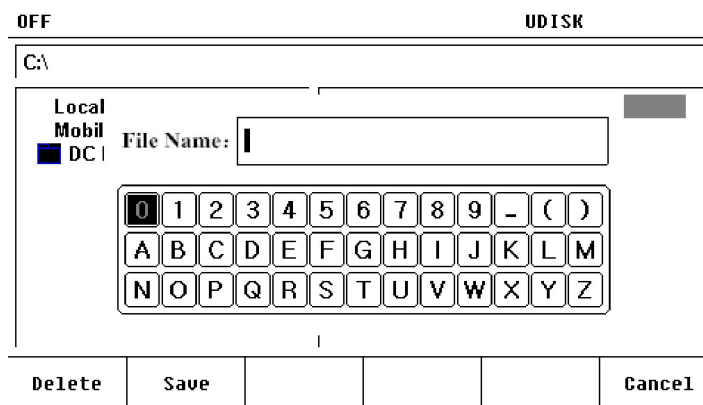 OFF UDISK
C:\
Local
Mobil
DC
File Name:
0 1 2 3 4 5 6 7 8 9 _ ( )
A B C D E F G H I J K L M
N O P Q R S T U V W X Y Z
Delete Save Cancel